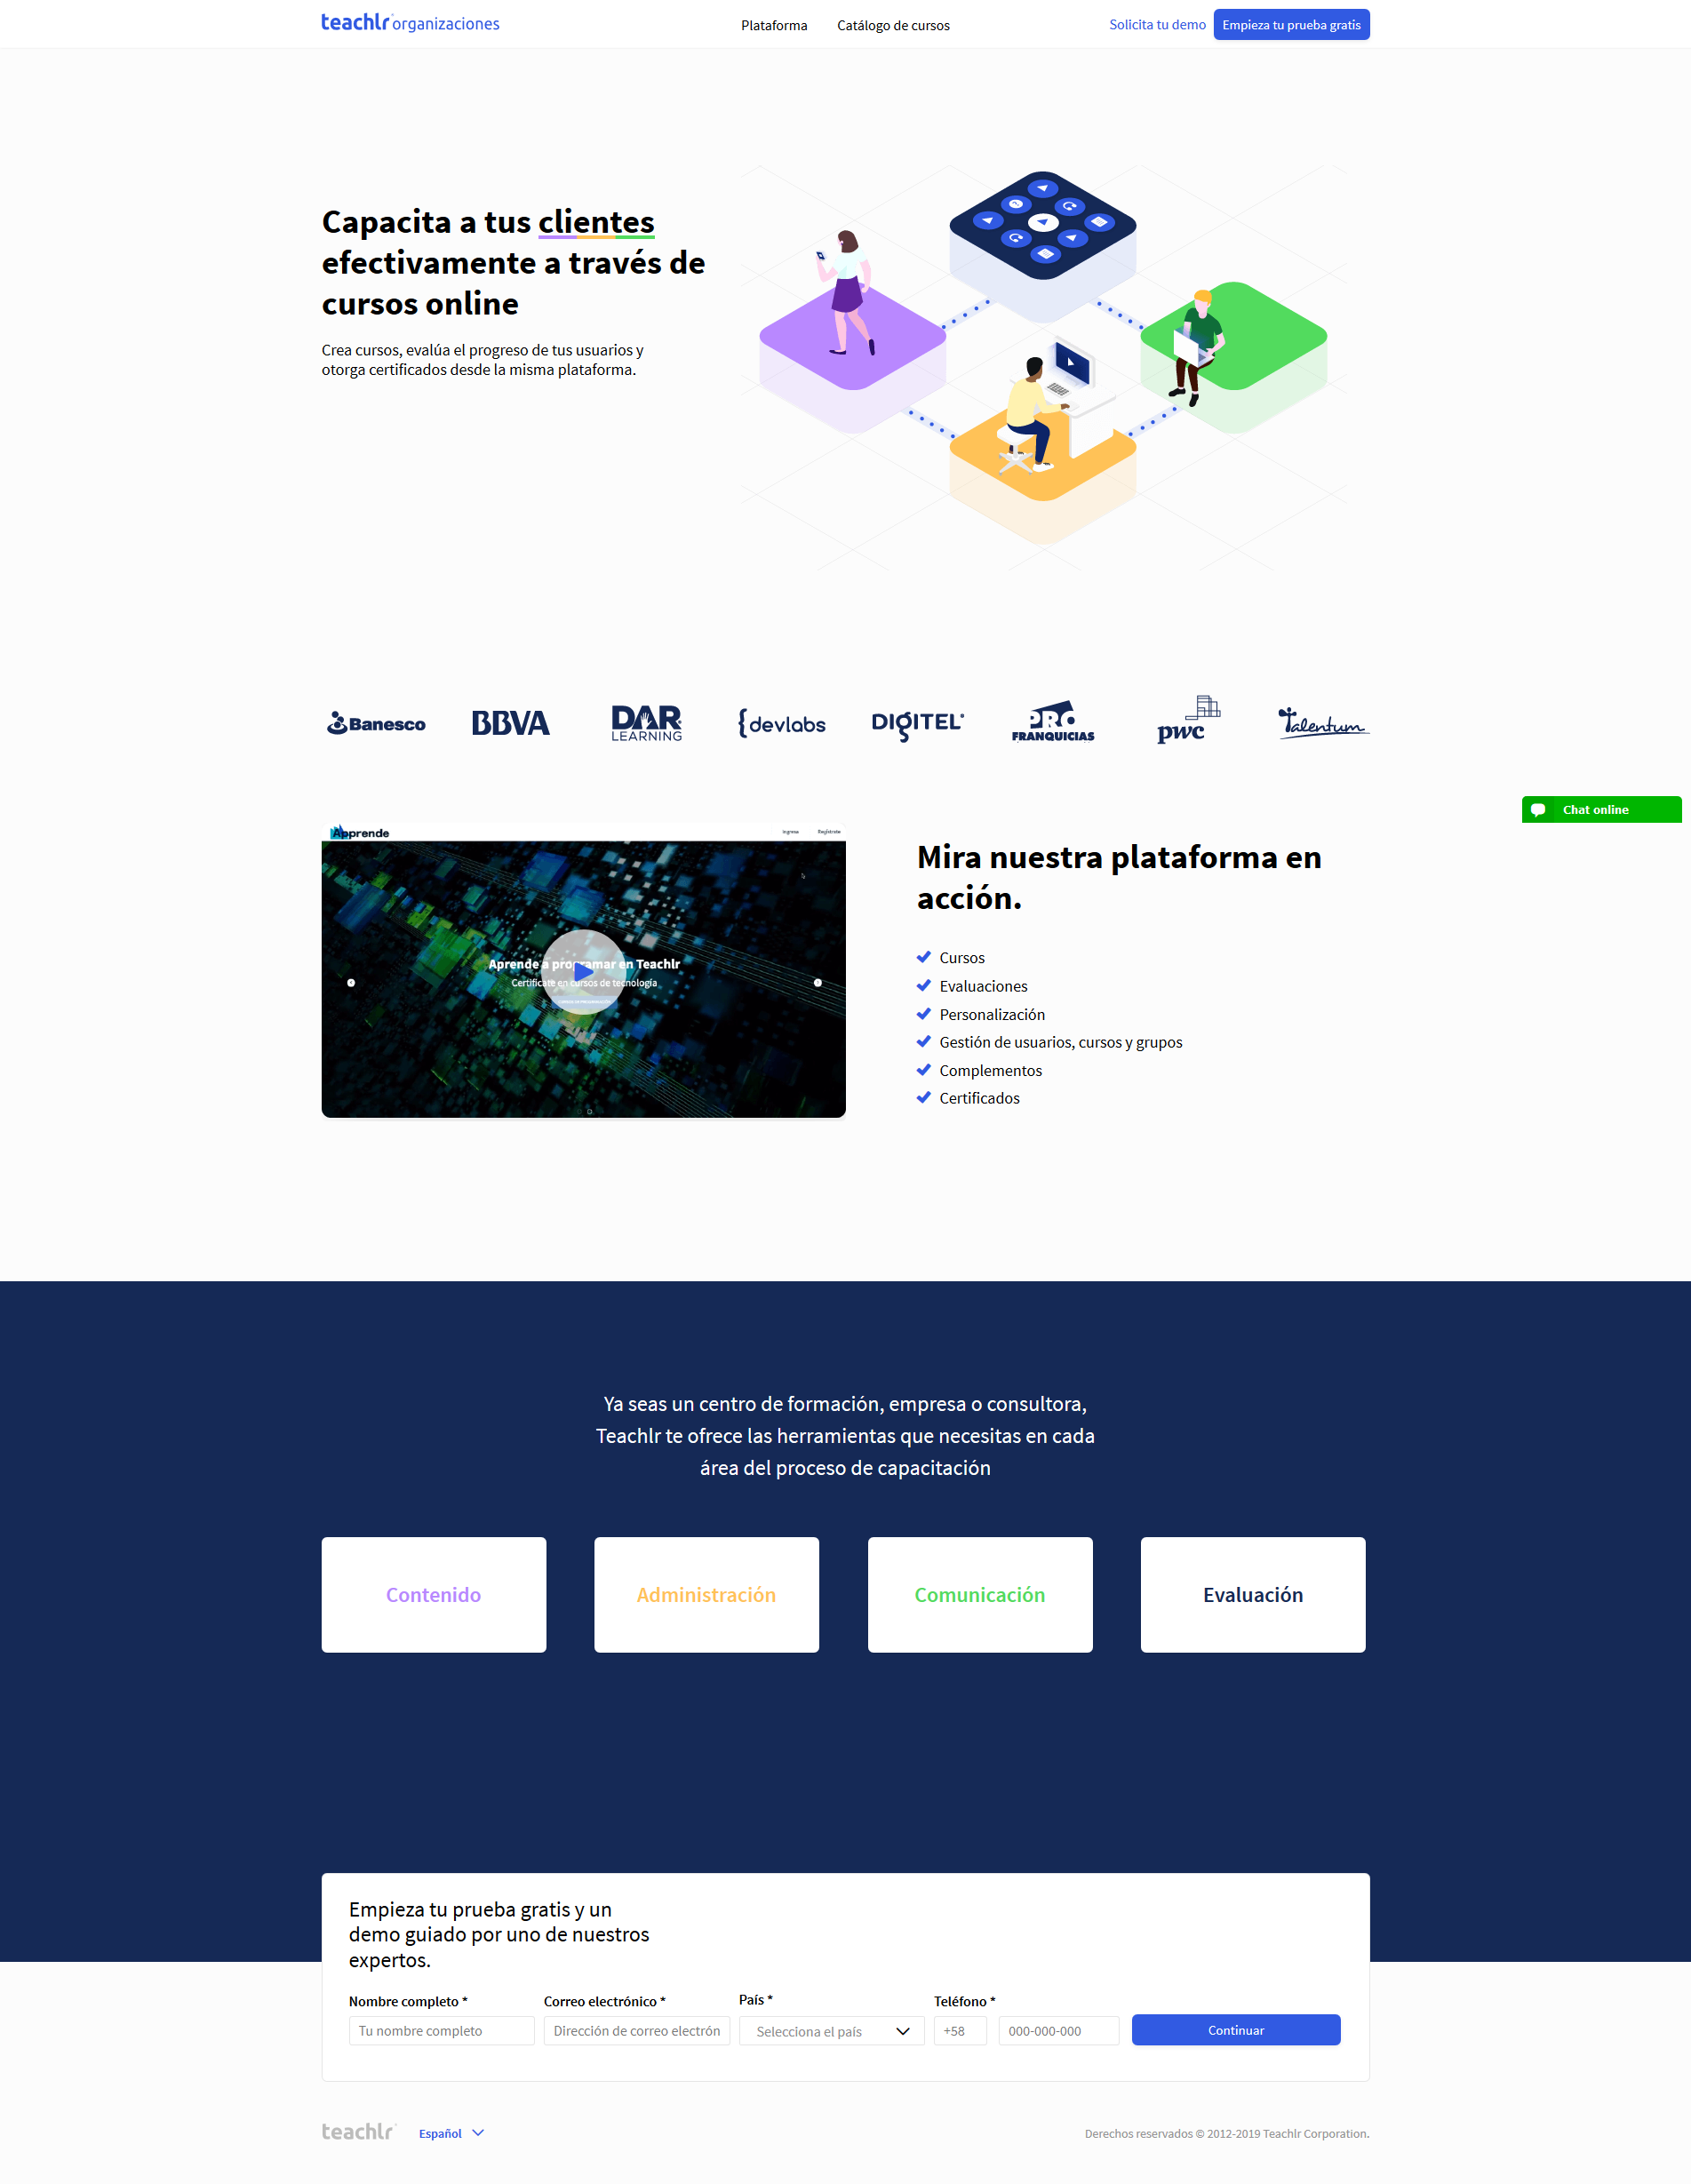 teachlr organizaciones
Plataforma
Catálogo de cursos
Solicita tu demo
Empieza tu prueba gratis
Capacita a tus clientes
efectivamente a través de
cursos online
Crea cursos, evalúa el progreso de tus usuarios y
otorga certificados desde la misma plataforma.
Banesco
BBVA
DAR
LEARNING
{devlabs
DIGITEL
PRO
FRANQUICIAS
pwc
Talentum
Chat online
Apprende
Ingresa
Regístrate
Aprende a programar en Teachlr
Certifícate en cursos de tecnología
Mira nuestra plataforma en
acción.
Cursos
Evaluaciones
Personalización
Gestión de usuarios, cursos y grupos
Complementos
Certificados
Ya seas un centro de formación, empresa o consultora,
Teachlr te ofrece las herramientas que necesitas en cada
área del proceso de capacitación
Contenido
Administración
Comunicación
Evaluación
Empieza tu prueba gratis y un
demo guiado por uno de nuestros
expertos.
Nombre completo *
Correo electrónico *
País *
Teléfono *
Tu nombre completo
Dirección de correo electrón
Selecciona el país
+58
000-000-000
Continuar
teachlr
Español
Derechos reservados © 2012-2019 Teachlr Corporation.